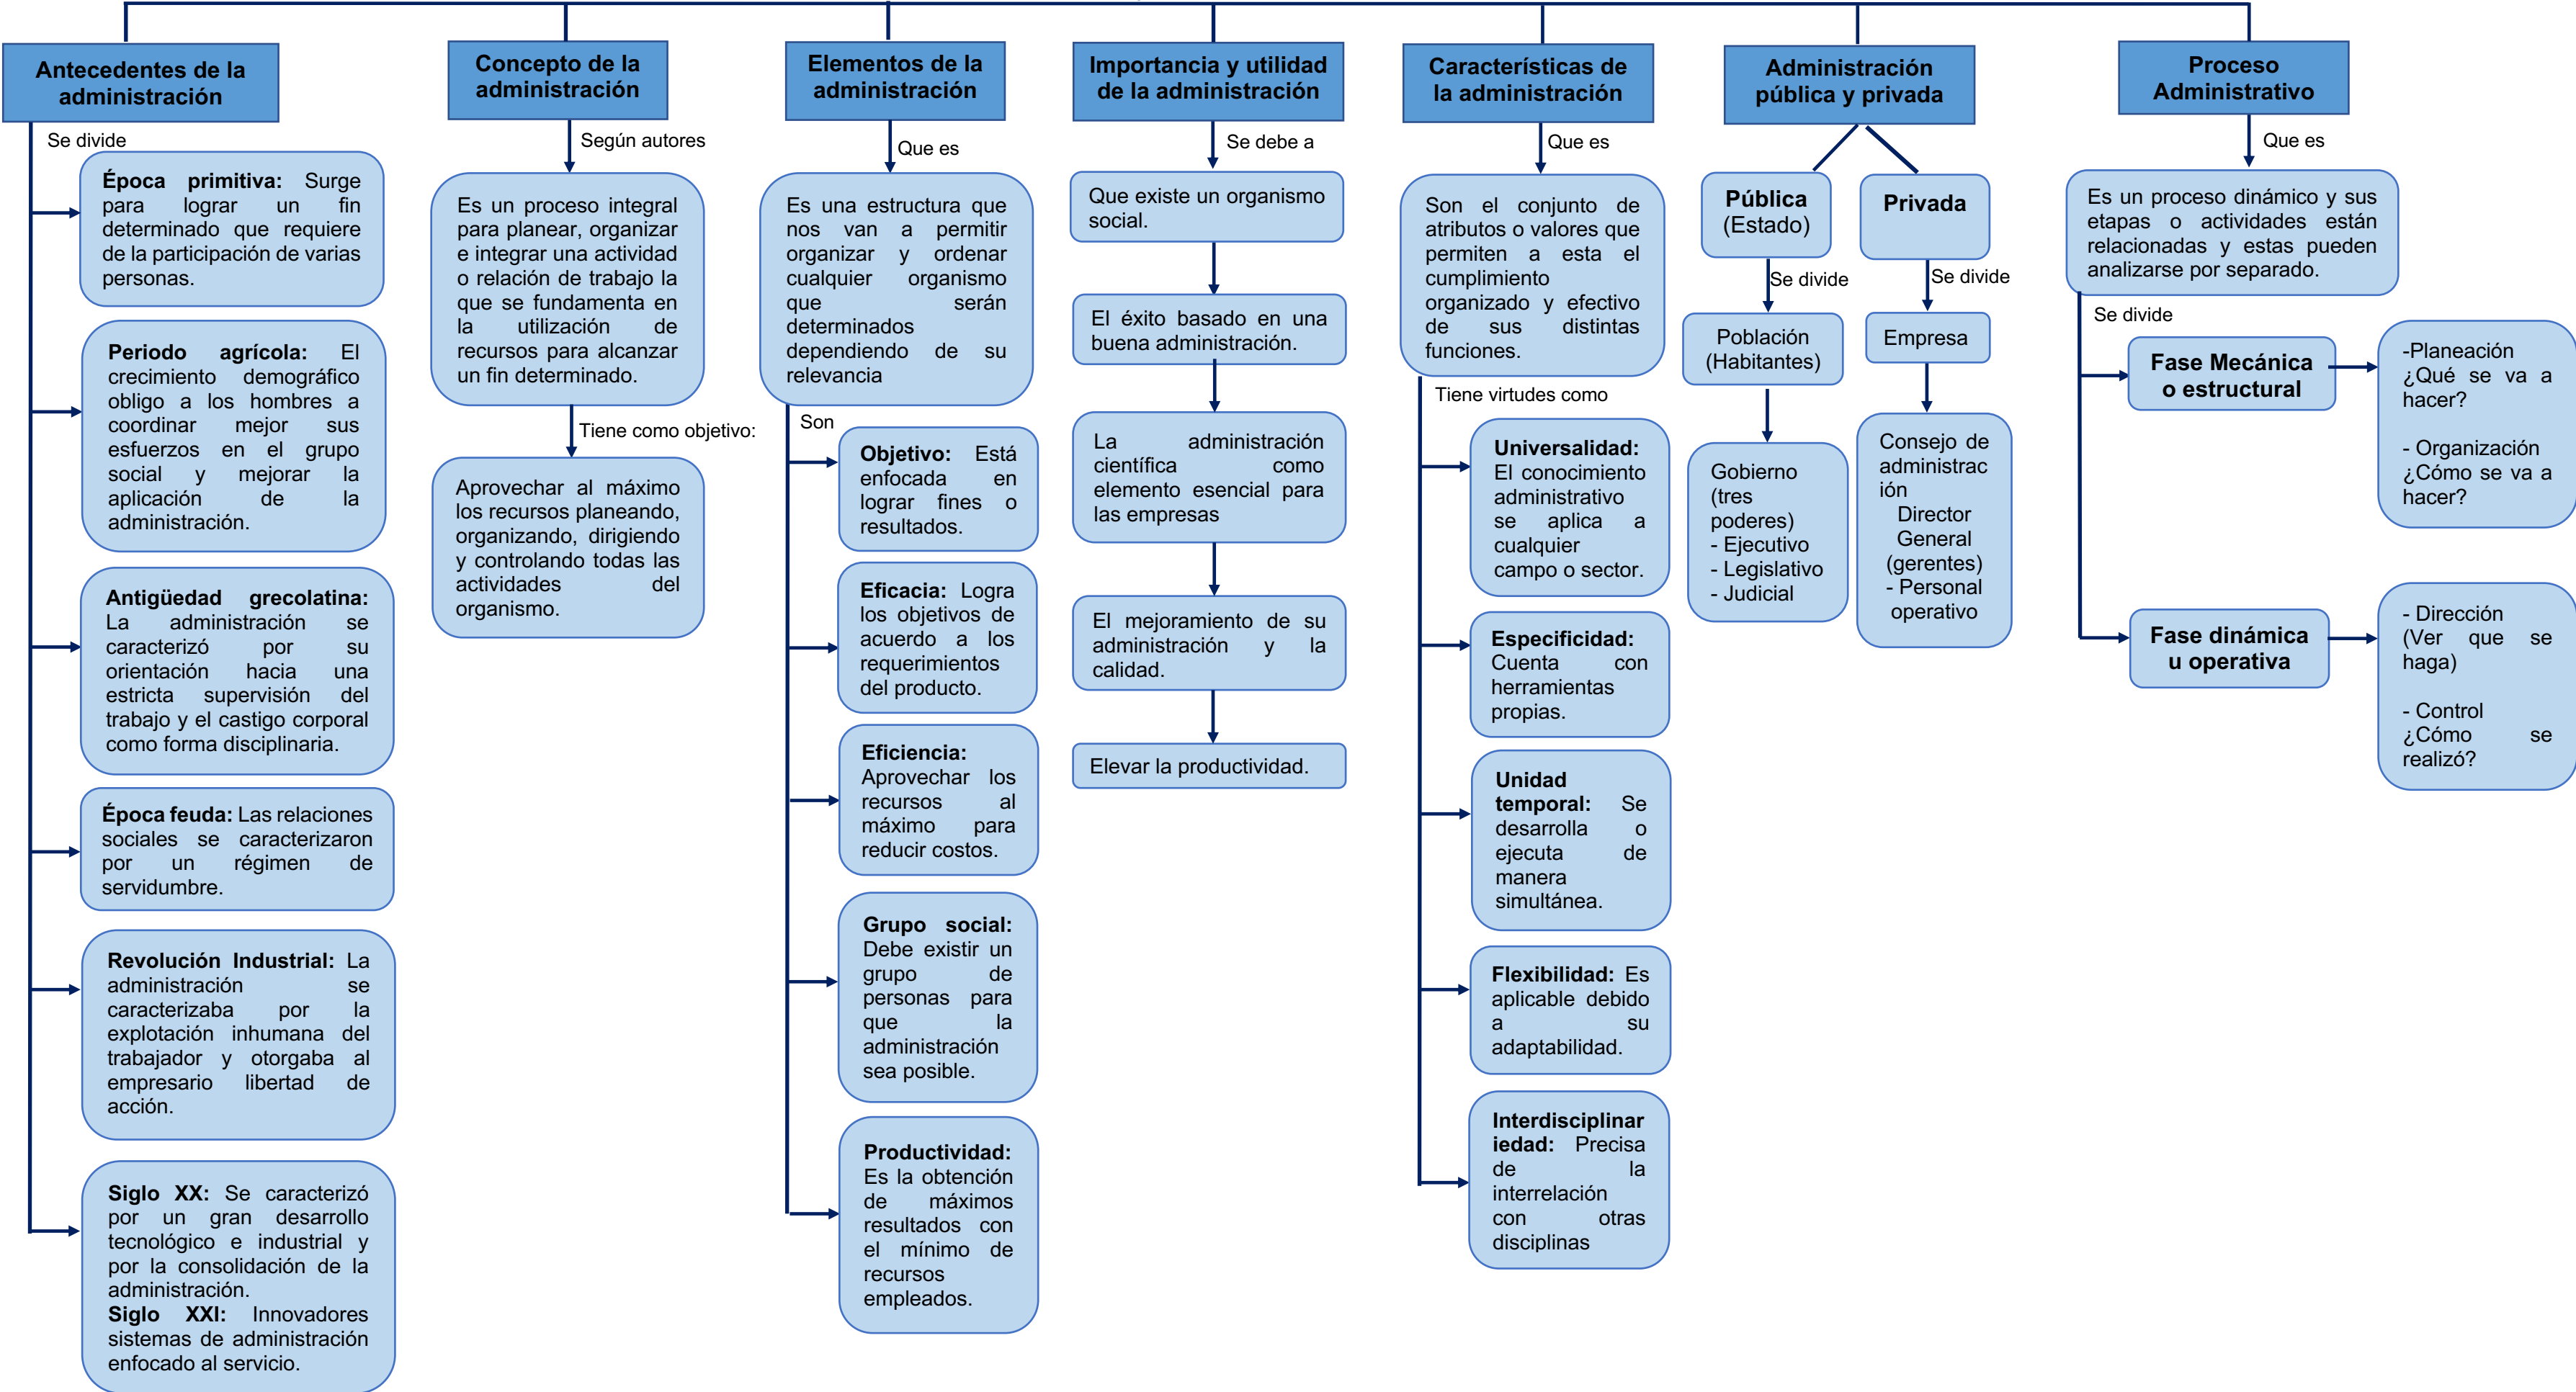 Antecedentes de la
administración
Se divide
Época primitiva: Surge
para lograr un fin
determinado que requiere
de la participación de varias
personas.
Periodo agrícola: El
crecimiento demográfico
obligo a los hombres a
coordinar mejor sus
esfuerzos en el grupo
social y mejorar la
aplicación de la
administración.
Antigüedad grecolatina:
La administración se
caracterizó por su
orientación hacia una
estricta supervisión del
trabajo y el castigo corporal
como forma disciplinaria.
Época feuda: Las relaciones
sociales se caracterizaron
por un régimen de
servidumbre.
Revolución Industrial: La
administración se
caracterizaba por la
explotación inhumana del
trabajador y otorgaba al
empresario libertad de
acción.
Siglo XX: Se caracterizó
por un gran desarrollo
tecnológico e industrial y
por la consolidación de la
administración.
Siglo XXI: Innovadores
sistemas de administración
enfocado al servicio.
Concepto de la
administración
Según autores
Es un proceso integral
para planear, organizar
e integrar una actividad
o relación de trabajo la
que se fundamenta en
la utilización de
recursos para alcanzar
un fin determinado.
Tiene como objetivo:
Aprovechar al máximo
los recursos planeando,
organizando, dirigiendo
y controlando todas las
actividades del
organismo.
Elementos de la
administración
Que es
Es una estructura que
nos van a permitir
organizar y ordenar
cualquier organismo
que serán
determinados
dependiendo de su
relevancia
Son
Objetivo: Está
enfocada en
lograr fines o
resultados.
Eficacia: Logra
los objetivos de
acuerdo a los
requerimientos
del producto.
Eficiencia:
Aprovechar los
recursos al
máximo para
reducir costos.
Grupo social:
Debe existir un
grupo de
personas para
que la
administración
sea posible.
Productividad:
Es la obtención
de máximos
resultados con
el mínimo de
recursos
empleados.
Importancia y utilidad
de la administración
Se debe a
Que existe un organismo
social.
El éxito basado en una
buena administración.
La administración
científica como
elemento esencial para
las empresas
El mejoramiento de su
administración y la
calidad.
Elevar la productividad.
Características de
la administración
Que es
Son el conjunto de
atributos o valores que
permiten a esta el
cumplimiento
organizado y efectivo
de sus distintas
funciones.
Tiene virtudes como
Universalidad:
El conocimiento
administrativo
se aplica a
cualquier
campo o sector.
Especificidad:
Cuenta con
herramientas
propias.
Unidad
temporal: Se
desarrolla o
ejecuta de
manera
simultánea.
Flexibilidad: Es
aplicable debido
a su
adaptabilidad.
Interdisciplinar
iedad: Precisa
de la
interrelación
con otras
disciplinas
Administración
pública y privada
Pública
(Estado)
Se divide
Población
(Habitantes)
Gobierno
(tres
poderes)
- Ejecutivo
- Legislativo
- Judicial
Privada
Se divide
Empresa
Consejo de
administrac
ión
Director
General
(gerentes)
- Personal
operativo
Proceso
Administrativo
Que es
Es un proceso dinámico y sus
etapas o actividades están
relacionadas y estas pueden
analizarse por separado.
Se divide
Fase Mecánica
o estructural
-Planeación
¿Qué se va a
hacer?
- Organización
¿Cómo se va a
hacer?
Fase dinámica
u operativa
- Dirección
(Ver que se
haga)
- Control
¿Cómo se
realizó?